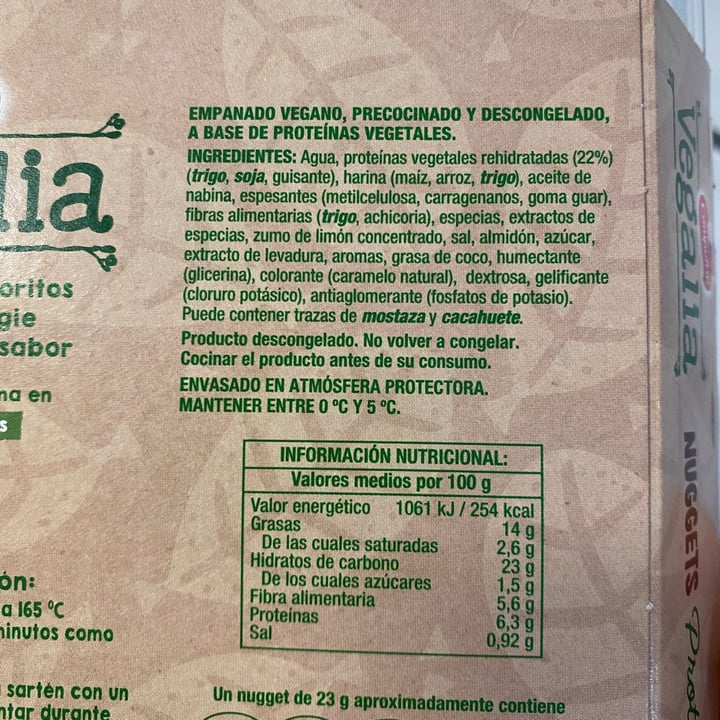 lia
oritos
gie
sabor
na en
s
EMPANADO VEGANO, PRECOCINADO Y DESCONGELADO,
A BASE DE PROTEÍNAS VEGETALES.
INGREDIENTES: Agua, proteínas vegetales rehidratadas (22%)
(trigo, soja, guisante), harina (maíz, arroz, trigo), aceite de
nabina, espesantes (metilcelulosa, carragenanos, goma guar),
fibras alimentarias (trigo, achicoria), especias, extractos de
especias, zumo de limón concentrado, sal, almidón, azúcar,
extracto de levadura, aromas, grasa de coco, humectante
(glicerina), colorante (caramelo natural), dextrosa, gelificante
(cloruro potásico), antiaglomerante (fosfatos de potasio).
Puede contener trazas de mostaza y cacahuete.
Producto descongelado. No volver a congelar.
Cocinar el producto antes de su consumo.
ENVASADO EN ATMÓSFERA PROTECTORA.
MANTENER ENTRE 0 ºC Y 5 ºC.
INFORMACIÓN NUTRICIONAL:
Valores medios por 100 g
Valor energético 1061 kJ / 254 kcal
Grasas 14 g
De las cuales saturadas 2,6 g
Hidratos de carbono 23 g
De los cuales azúcares 1,5 g
Fibra alimentaria 5,6 g
Proteínas 6,3 g
Sal 0,92 g
Un nugget de 23 g aproximadamente contiene
ón:
a 165 ºC
minutos como
sartén con un
ntar durante
Vegalia
NUGGETS Prot